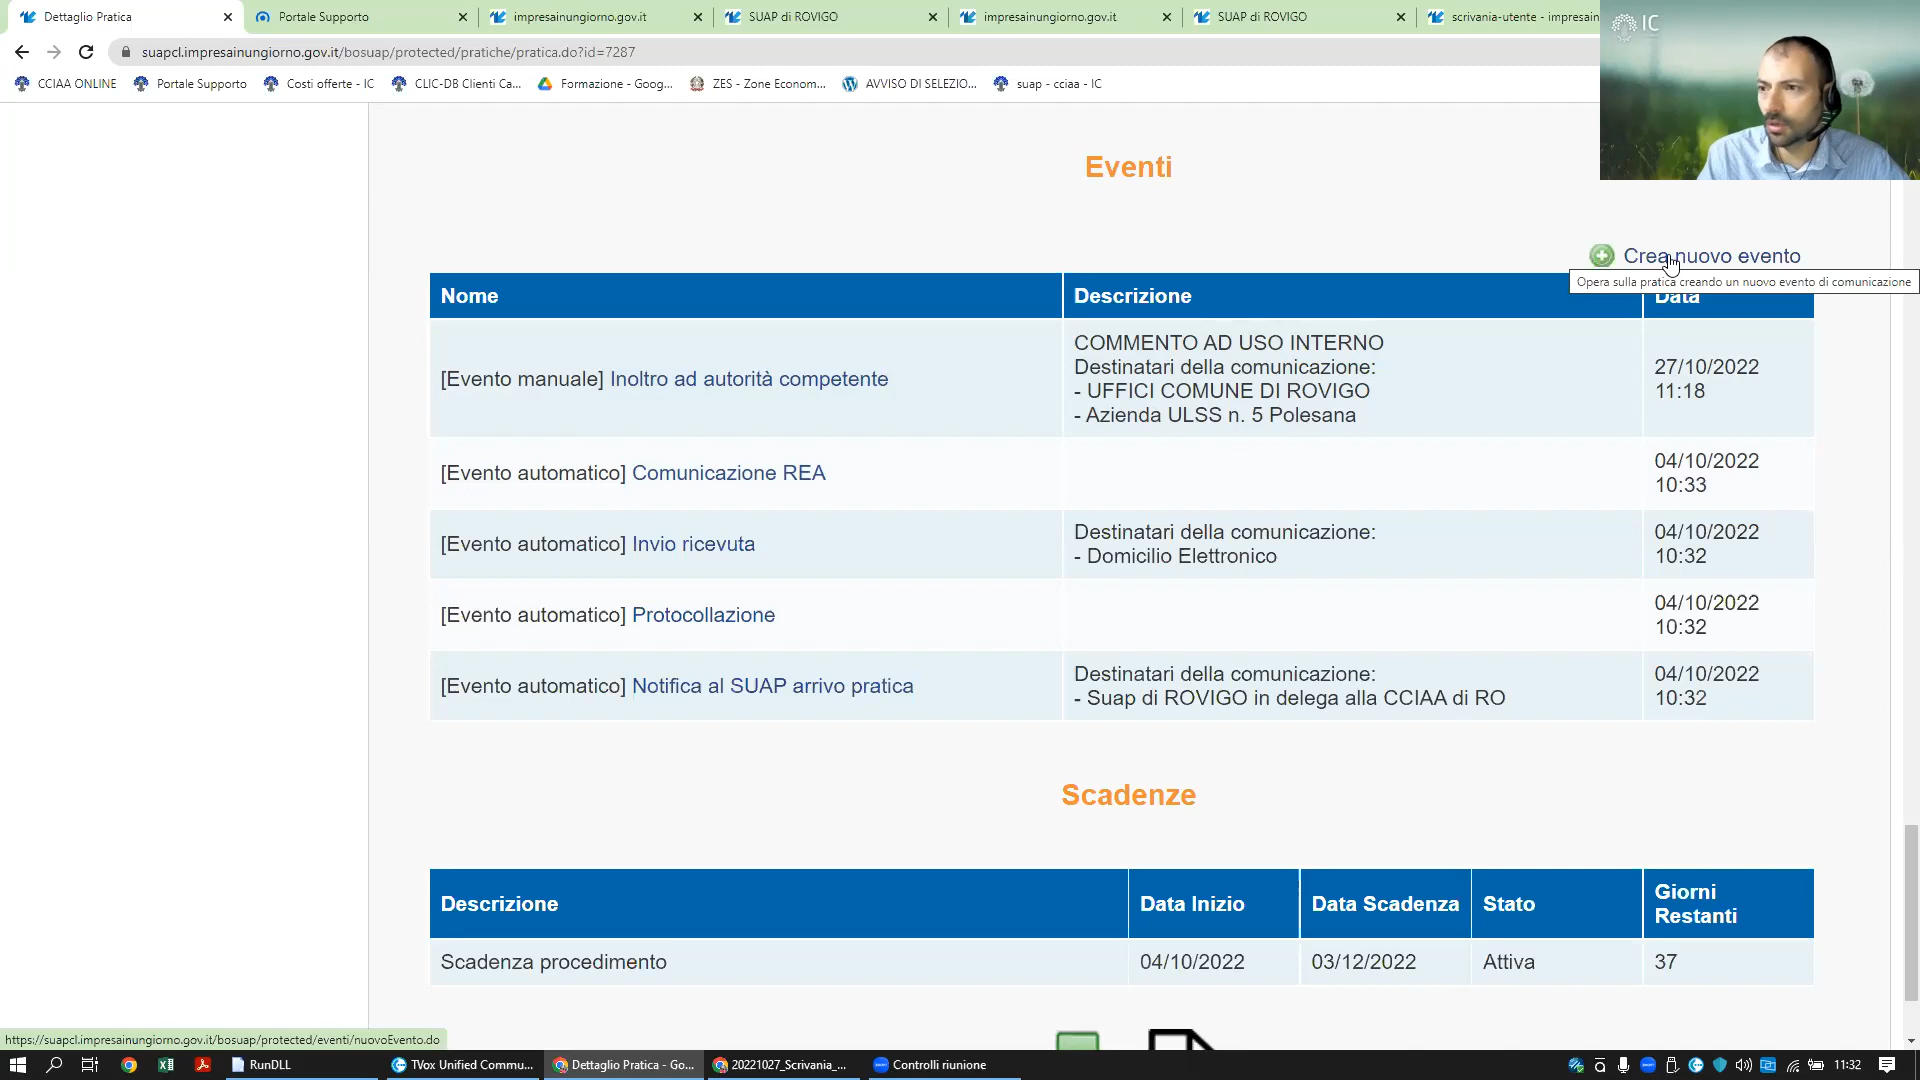 Dettaglio Pratica
Portale Supporto
impresainungiorno.gov.it
SUAP di ROVIGO
impresainungiorno.gov.it
SUAP di ROVIGO
scrivania-utente - impresain
suapcl.impresainungiorno.gov.it/bosuap/protected/pratiche/pratica.do?id=7287
IC
CCIAA ONLINE
Portale Supporto
Costi offerte - IC
CLIC-DB Clienti Ca...
Formazione - Goog...
ZES - Zone Econom...
AVVISO DI SELEZIO...
suap - cciaa - IC
Eventi
Crea nuovo evento
Opera sulla pratica creando un nuovo evento di comunicazione
Nome
Descrizione
Data
[Evento manuale] Inoltro ad autorità competente
COMMENTO AD USO INTERNO
Destinatari della comunicazione:
- UFFICI COMUNE DI ROVIGO
- Azienda ULSS n. 5 Polesana
27/10/2022
11:18
[Evento automatico] Comunicazione REA
04/10/2022
10:33
[Evento automatico] Invio ricevuta
Destinatari della comunicazione:
- Domicilio Elettronico
04/10/2022
10:32
[Evento automatico] Protocollazione
04/10/2022
10:32
[Evento automatico] Notifica al SUAP arrivo pratica
Destinatari della comunicazione:
- Suap di ROVIGO in delega alla CCIAA di RO
04/10/2022
10:32
Scadenze
Descrizione
Data Inizio
Data Scadenza
Stato
Giorni
Restanti
Scadenza procedimento
04/10/2022
03/12/2022
Attiva
37
https://suapcl.impresainungiorno.gov.it/bosuap/protected/eventi/nuovoEvento.do
RunDLL
TVox Unified Commu...
Dettaglio Pratica - Go...
20221027_Scrivania_...
Controlli riunione
11:32